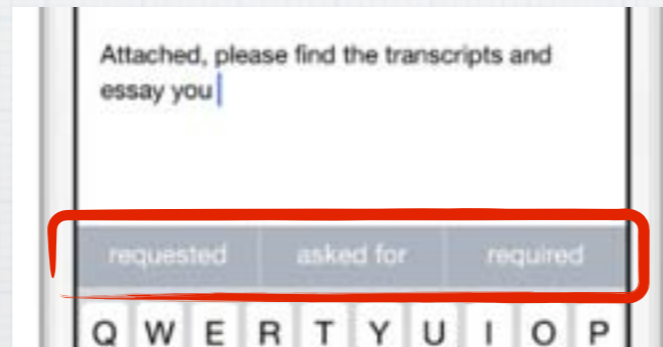 Attached, please find the transcripts and
essay you
requested asked for required
Q W E R T Y U I O P